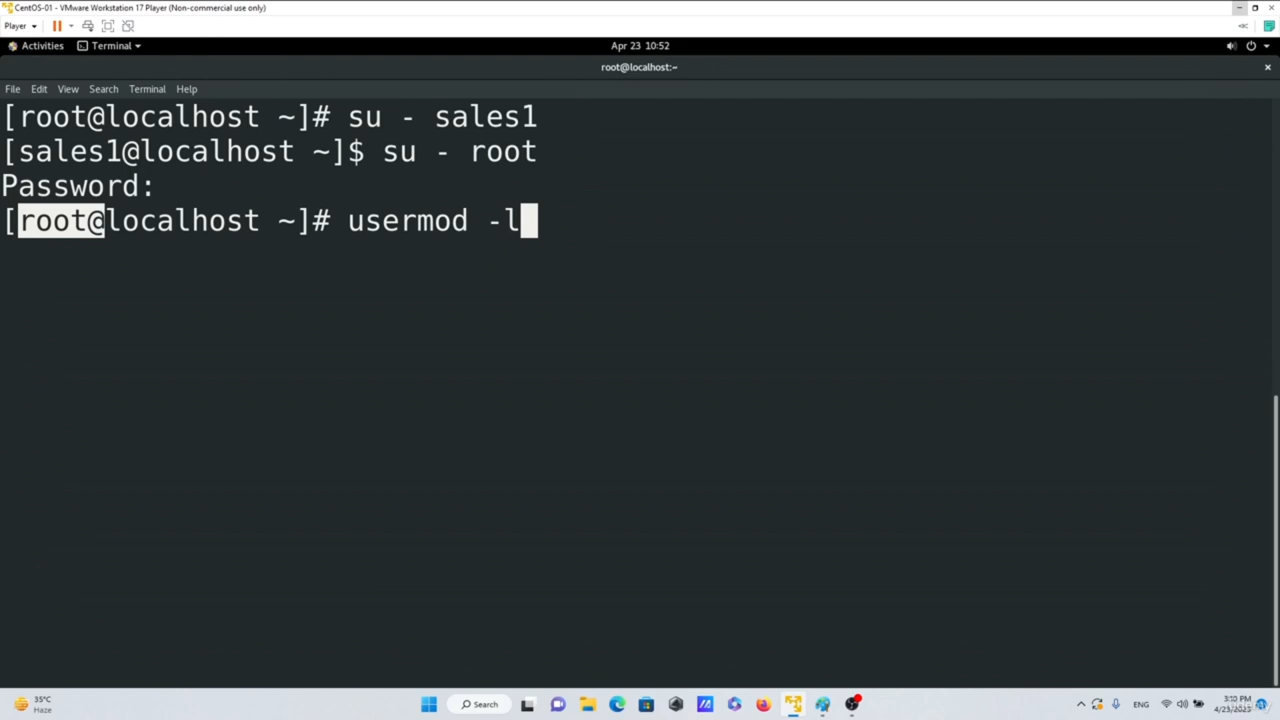 CentOS-01 - VMware Workstation 17 Player (Non-commercial use only)
Player
Activities Terminal Apr 23 10:52
root@localhost:~
File Edit View Search Terminal Help
[root@localhost ~]# su - sales1
[sales1@localhost ~]$ su - root
Password:
[root@localhost ~]# usermod -l
35°C
Haze
Search
ENG
3:10 PM
4/23/2023